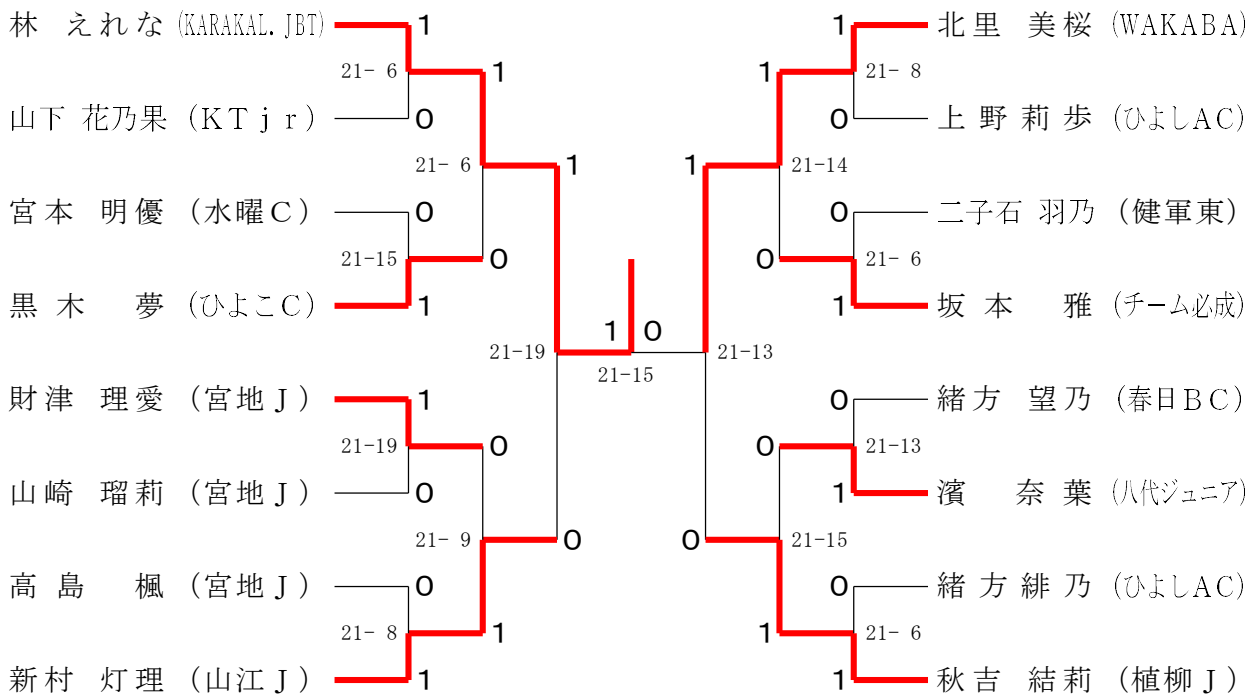 林 えれな (KARAKAL.JBT) 1 1 北里 美桜 (WAKABA)
21- 6 1 1 21- 8
山下 花乃果 (KTjr) 0 0 上野莉歩 (ひよしAC)
21- 6 1 1 21-14
宮本 明優 (水曜C) 0 0 二子石 羽乃 (健軍東)
21-15 0 0 21- 6
黒木 夢 (ひよこC) 1 1 坂本 雅 (チーム必成)
21-19 1 0 21-13
21-15
財津 理愛 (宮地J) 1 0 緒方 望乃 (春日BC)
21-19 0 0 21-13
山崎 瑠莉 (宮地J) 0 1 濱 奈葉 (八代ジュニア)
21- 9 0 0 21-15
高島 楓 (宮地J) 0 0 緒方緋乃 (ひよしAC)
21- 8 1 1 21- 6
新村 灯理 (山江J) 1 1 秋吉 結莉 (植柳J)